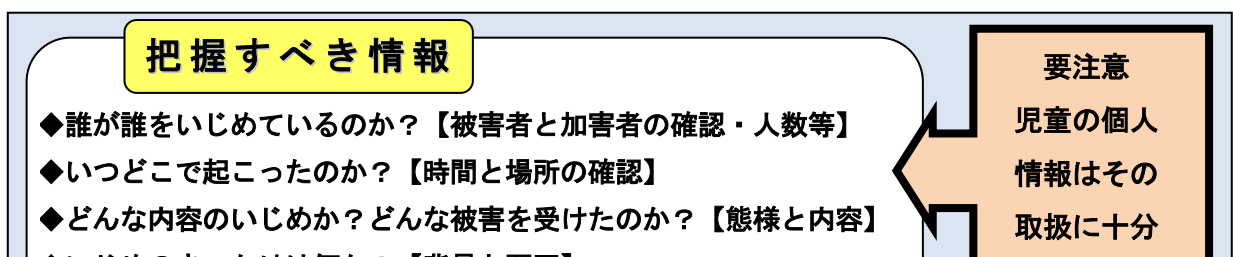 把握すべき情報
◆誰が誰をいじめているのか？【被害者と加害者の確認・人数等】
◆いつどこで起こったのか？【時間と場所の確認】
◆どんな内容のいじめか？どんな被害を受けたのか？【態様と内容】
要注意
児童の個人
情報はその
取扱に十分